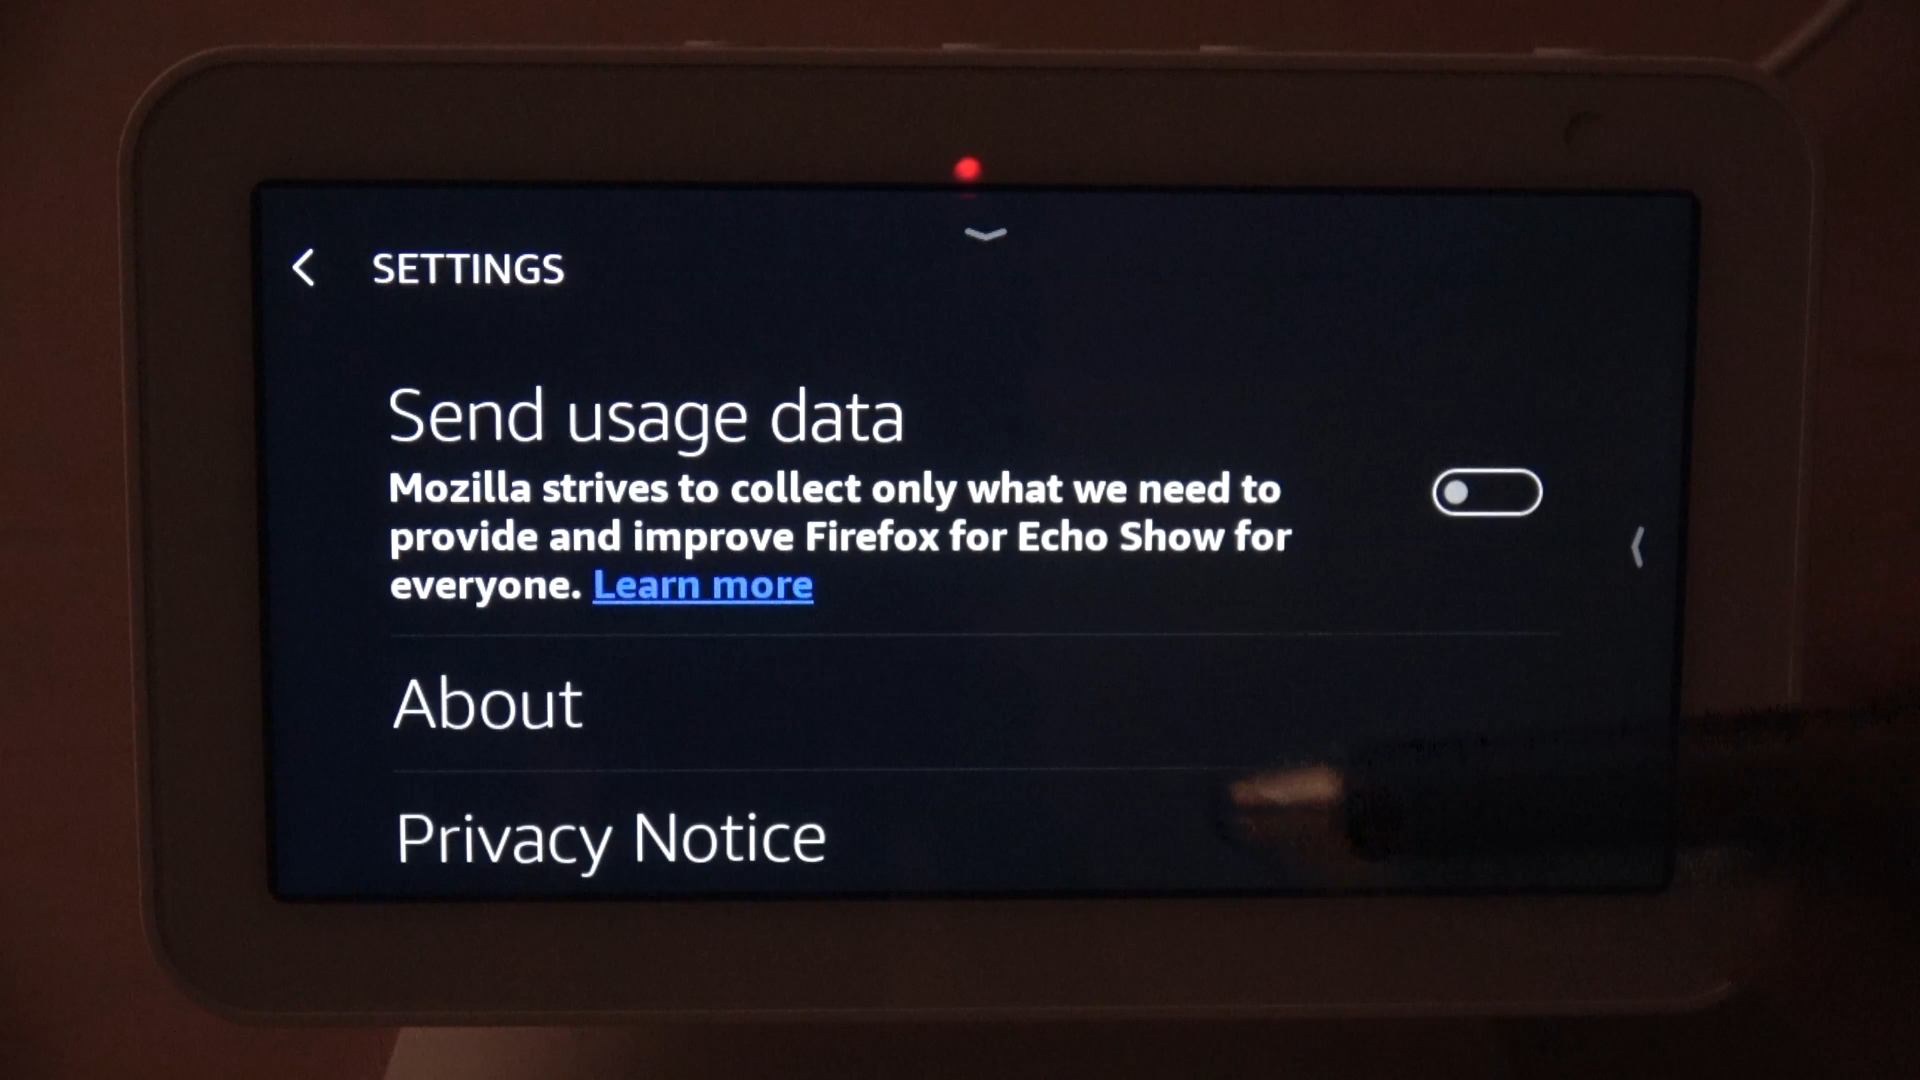 SETTINGS
Send usage data
Mozilla strives to collect only what we need to
provide and improve Firefox for Echo Show for
everyone. Learn more
About
Privacy Notice